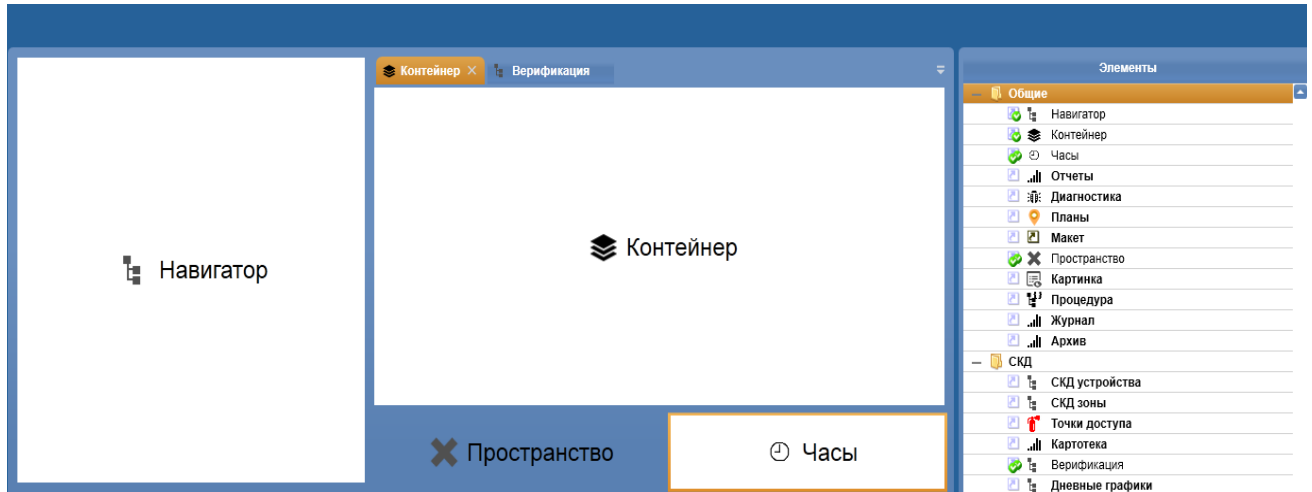 Навигатор
Контейнер Верификация
Контейнер
Пространство
Часы
Элементы
Общие
Навигатор
Контейнер
Часы
Отчеты
Диагностика
Планы
Макет
Пространство
Картинка
Процедура
Журнал
Архив
СКД
СКД устройства
СКД зоны
Точки доступа
Картотека
Верификация
Дневные графики